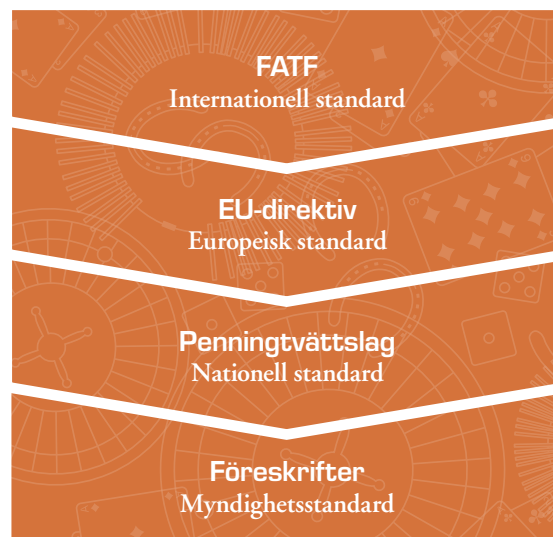 FATF
Internationell standard
EU-direktiv
Europeisk standard
Penningtvättslag
Nationell standard
Föreskrifter
Myndighetsstandard